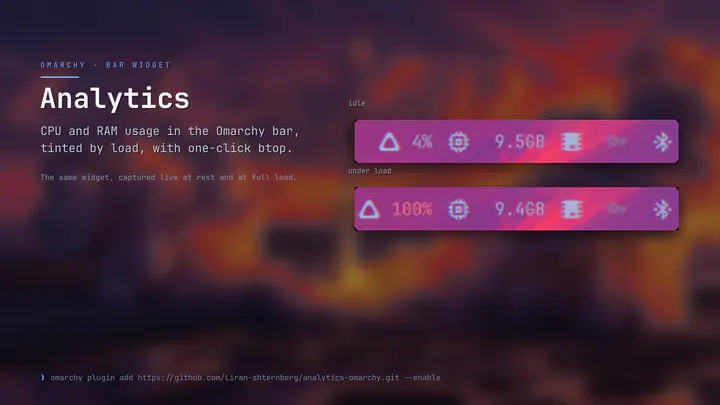 OMARCHY · BAR WIDGET
Analytics
CPU and RAM usage in the Omarchy bar,
tinted by load, with one-click btop.
The same widget, captured live at rest and at full load.
idle
4% 9.5GB
under load
100% 9.4GB
❯ omarchy plugin add https://github.com/Liran-shternberg/analytics-omarchy.git --enable